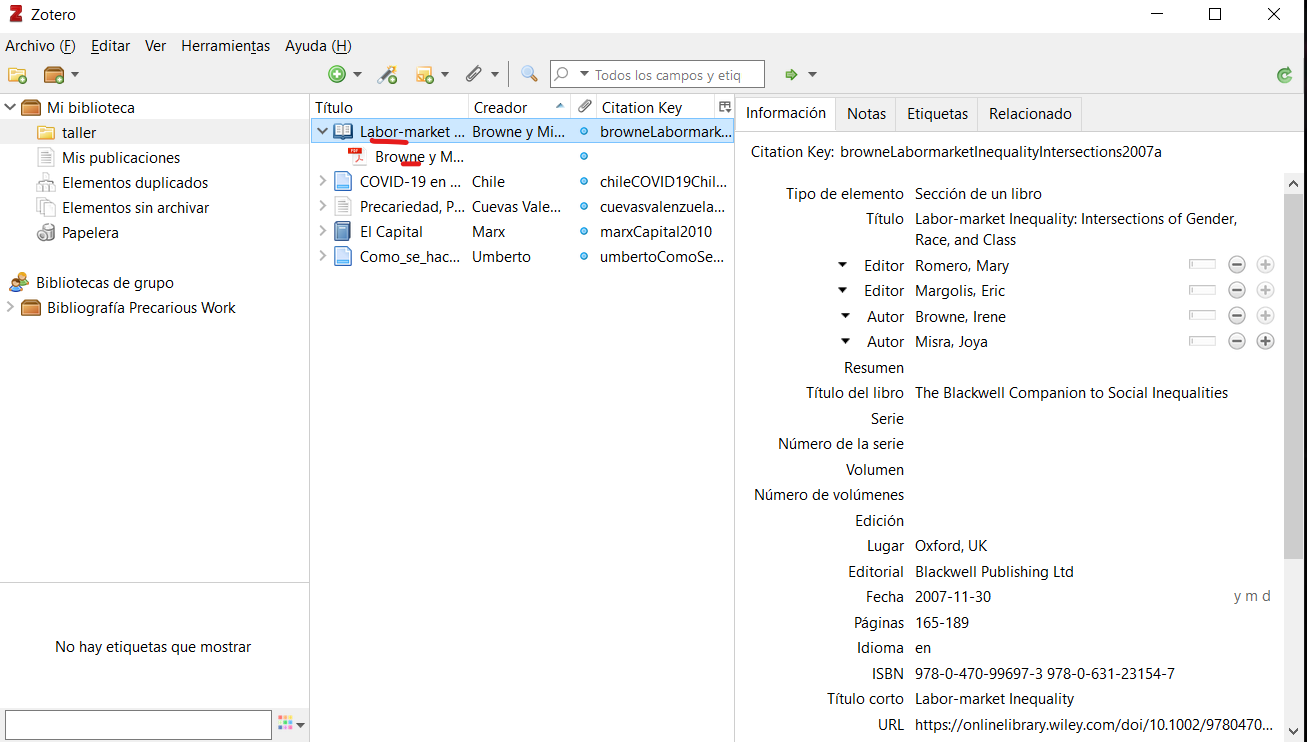 Zotero
Archivo (F) Editar Ver Herramientas Ayuda (H)
Todos los campos y etiq
Mi biblioteca
taller
Mis publicaciones
Elementos duplicados
Elementos sin archivar
Papelera
Bibliotecas de grupo
Bibliografía Precarious Work
No hay etiquetas que mostrar
Título Creador Citation Key
Labor-market ... Browne y Mi... browneLabormark...
PDF Browne y M...
COVID-19 en ... Chile chileCOVID19Chil...
Precariedad, P... Cuevas Vale... cuevasvalenzuela...
El Capital Marx marxCapital2010
Como_se_hac... Umberto umbertoComoSe...
Información Notas Etiquetas Relacionado
Citation Key: browneLabormarketInequalityIntersections2007a
Tipo de elemento Sección de un libro
Título Labor-market Inequality: Intersections of Gender,
Race, and Class
Editor Romero, Mary
Editor Margolis, Eric
Autor Browne, Irene
Autor Misra, Joya
Resumen
Título del libro The Blackwell Companion to Social Inequalities
Serie
Número de la serie
Volumen
Número de volúmenes
Edición
Lugar Oxford, UK
Editorial Blackwell Publishing Ltd
Fecha 2007-11-30 y m d
Páginas 165-189
Idioma en
ISBN 978-0-470-99697-3 978-0-631-23154-7
Título corto Labor-market Inequality
URL https://onlinelibrary.wiley.com/doi/10.1002/9780470...